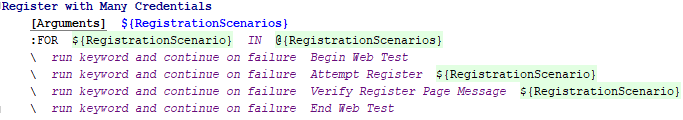 Register with Many Credentials
[Arguments] ${RegistrationScenarios}
:FOR ${RegistrationScenario} IN @{RegistrationScenarios}
\ run keyword and continue on failure Begin Web Test
\ run keyword and continue on failure Attempt Register ${RegistrationScenario}
\ run keyword and continue on failure Verify Register Page Message ${RegistrationScenario}
\ run keyword and continue on failure End Web Test